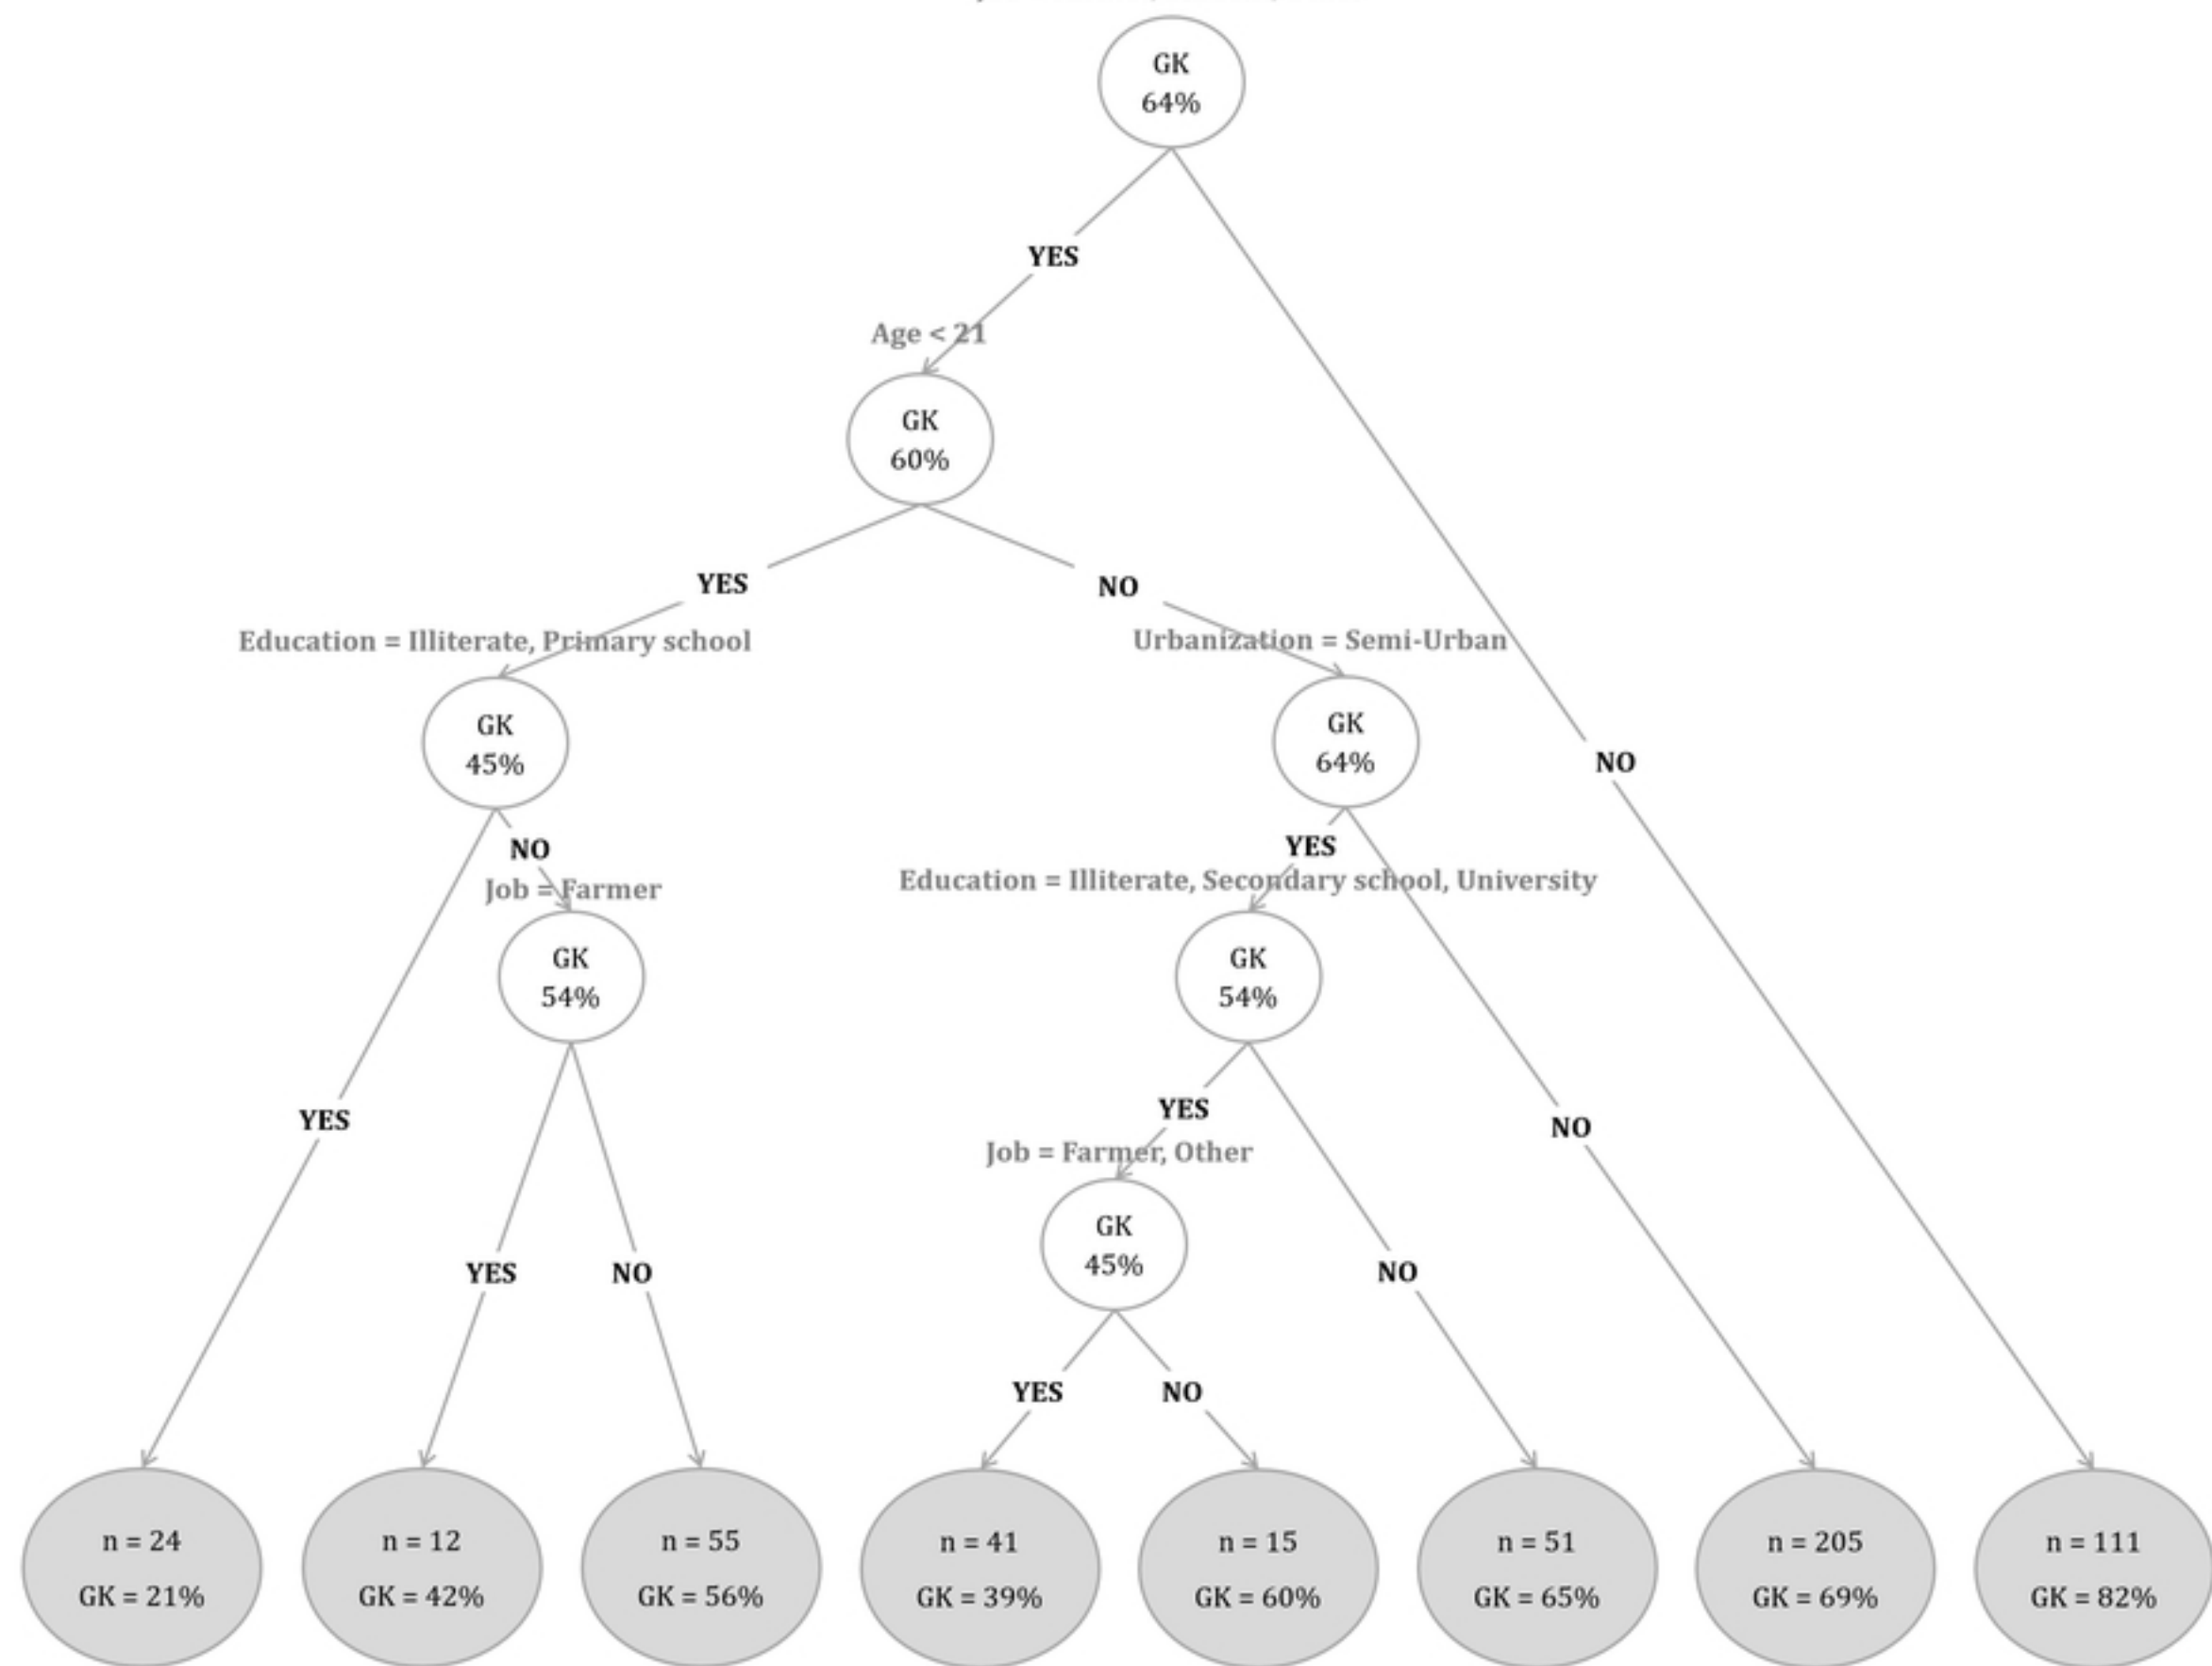 GK
64%
YES
Age < 21
GK
60%
YES
NO
Education = Illiterate, Primary school
Urbanization = Semi-Urban
GK
45%
GK
64%
NO
NO
YES
Job = Farmer
Education = Illiterate, Secondary school, University
GK
54%
GK
54%
YES
YES
NO
Job = Farmer, Other
GK
45%
YES
NO
NO
YES
NO
n = 24
GK = 21%
n = 12
GK = 42%
n = 55
GK = 56%
n = 41
GK = 39%
n = 15
GK = 60%
n = 51
GK = 65%
n = 205
GK = 69%
n = 111
GK = 82%